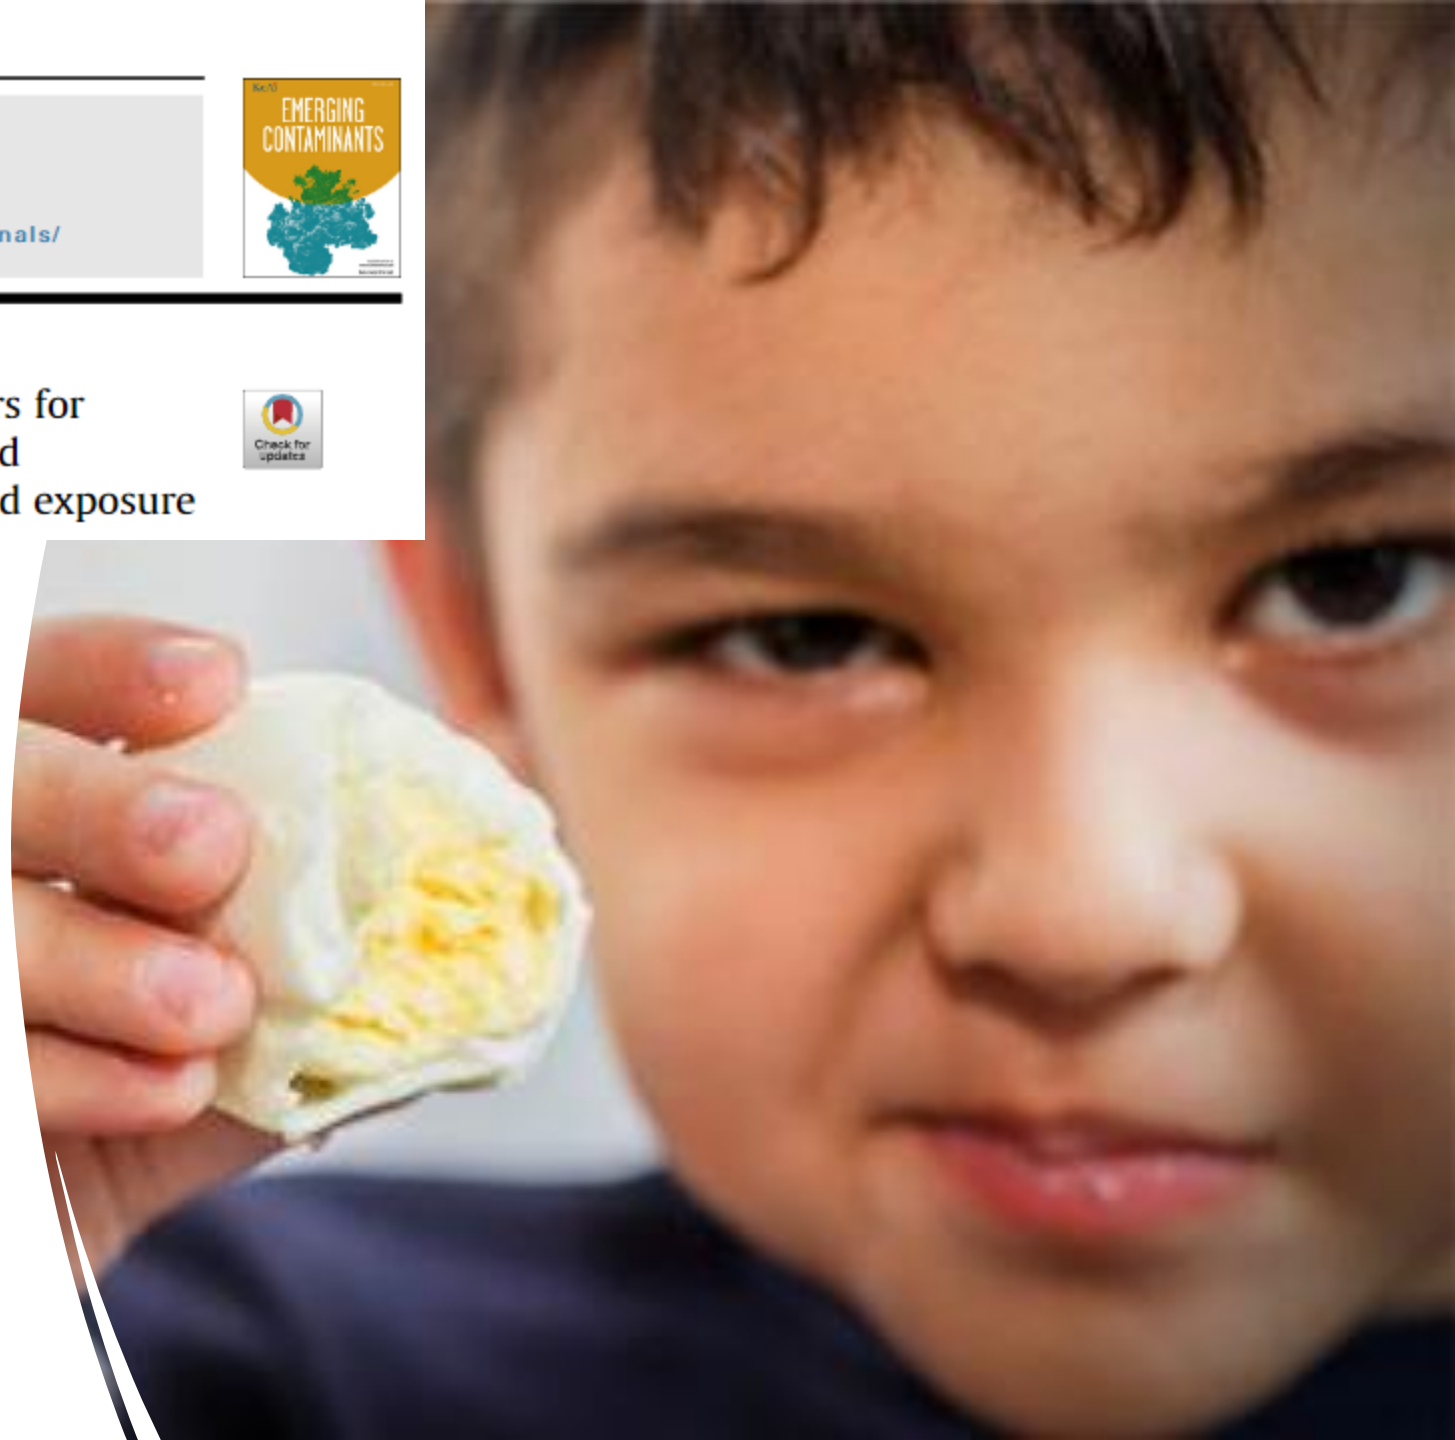 EMERGING
CONTAMINANTS
nals/
rs for
d
d exposure
Check for
updates